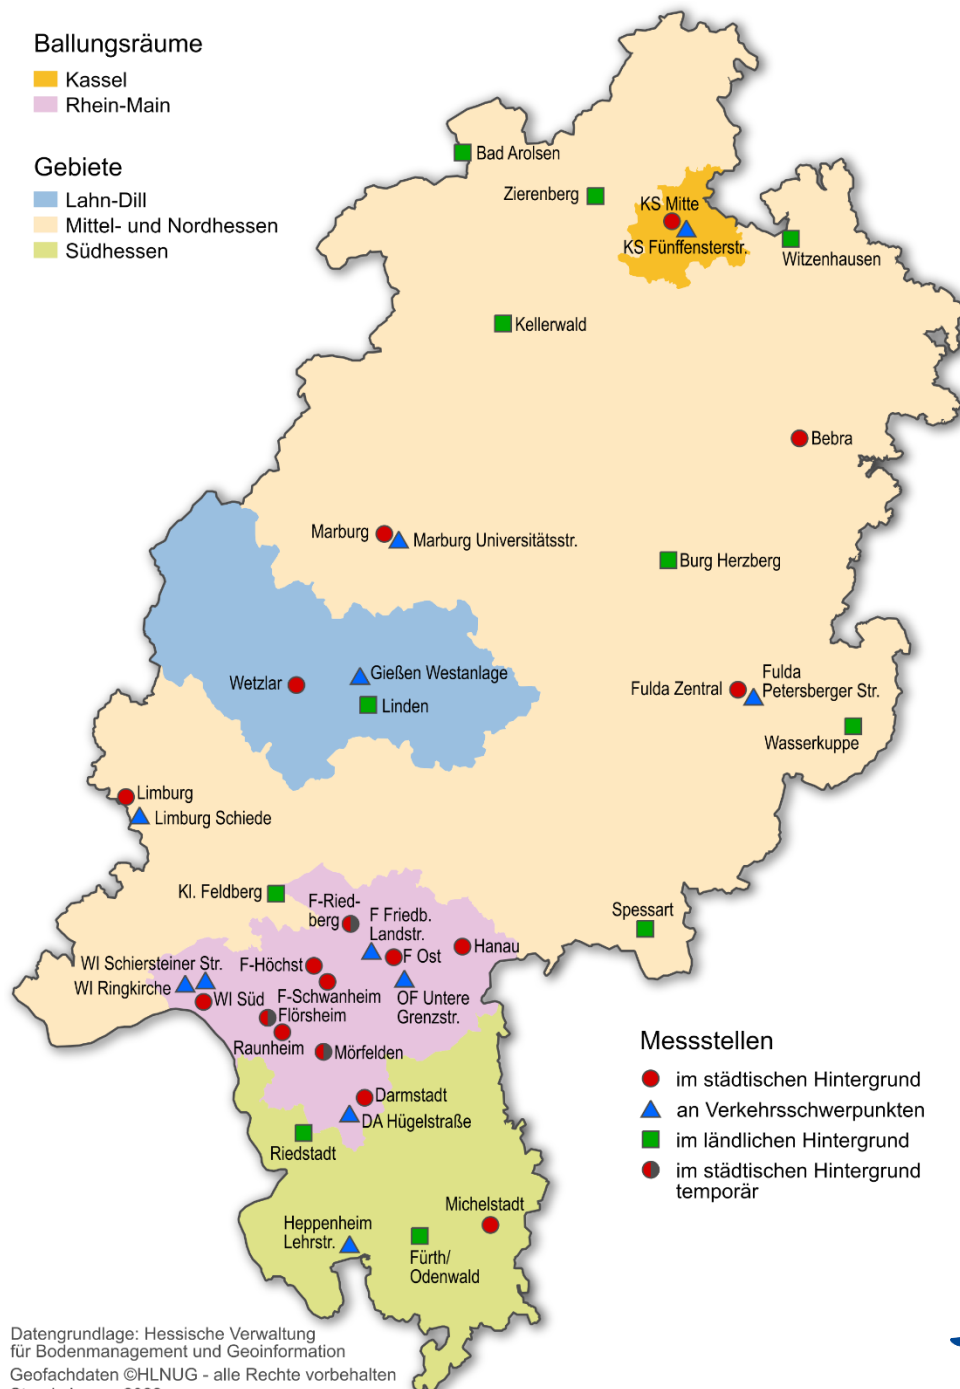 Ballungsräume
Kassel
Rhein-Main
Gebiete
Lahn-Dill
Mittel- und Nordhessen
Südhessen
Bad Arolsen
Zierenberg
KS Mitte
KS Fünffensterstr.
Witzenhausen
Kellerwald
Bebra
Marburg
Marburg Universitätsstr.
Burg Herzberg
Wetzlar
Gießen Westanlage
Linden
Fulda Zentral
Fulda
Petersberger Str.
Wasserkuppe
Limburg
Limburg Schiede
Kl. Feldberg
F-Ried-
berg
F Friedb.
Landstr.
Spessart
Hanau
F Ost
F-Höchst
WI Schiersteiner Str.
WI Ringkirche
WI Süd
F-Schwanheim
OF Untere
Grenzstr.
Flörsheim
Raunheim
Mörfelden
Darmstadt
DA Hügelstraße
Riedstadt
Michelstadt
Heppenheim
Lehrstr.
Fürth/
Odenwald
Messstellen
im städtischen Hintergrund
an Verkehrsschwerpunkten
im ländlichen Hintergrund
im städtischen Hintergrund
temporär
Datengrundlage: Hessische Verwaltung
für Bodenmanagement und Geoinformation
Geofachdaten ©HLNUG - alle Rechte vorbehalten